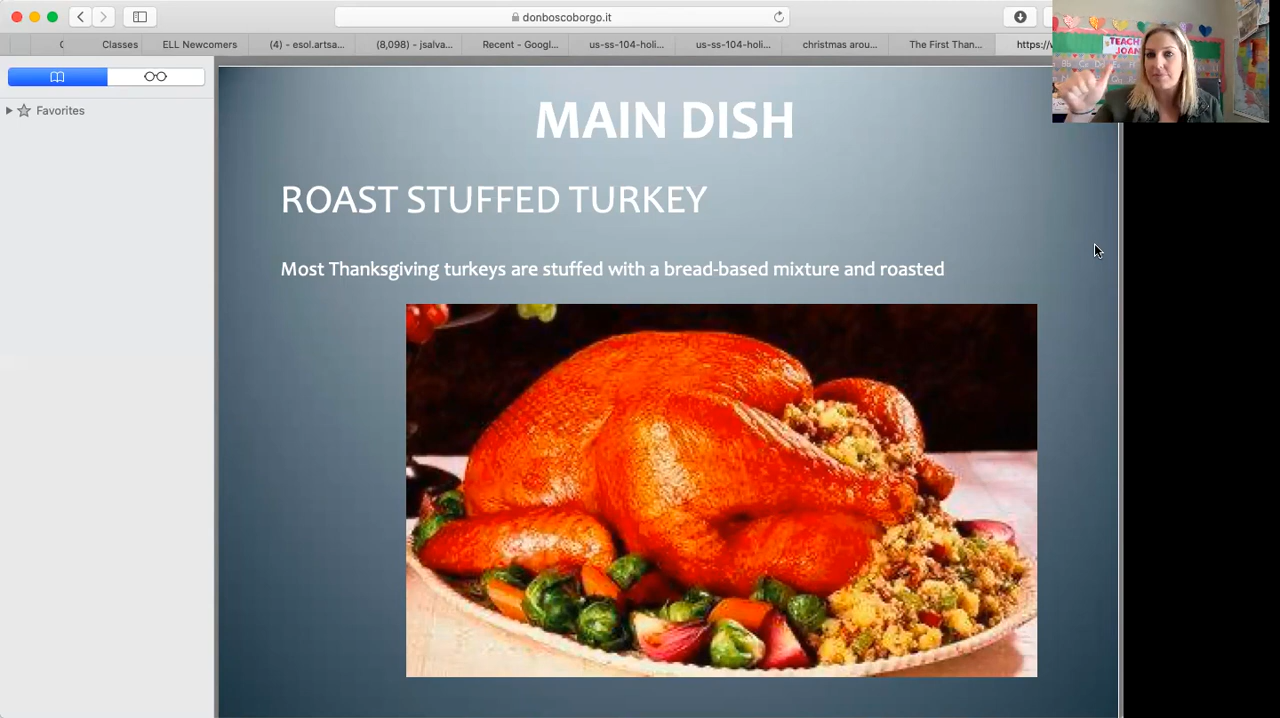 donboscoborgo.it
Classes
ELL Newcomers
(4) - esol.artsa...
(8,098) - jsalva...
Recent - Googl...
us-ss-104-holi...
us-ss-104-holi...
christmas arou...
The First Than...
Favorites
MAIN DISH
ROAST STUFFED TURKEY
Most Thanksgiving turkeys are stuffed with a bread-based mixture and roasted
TEACH